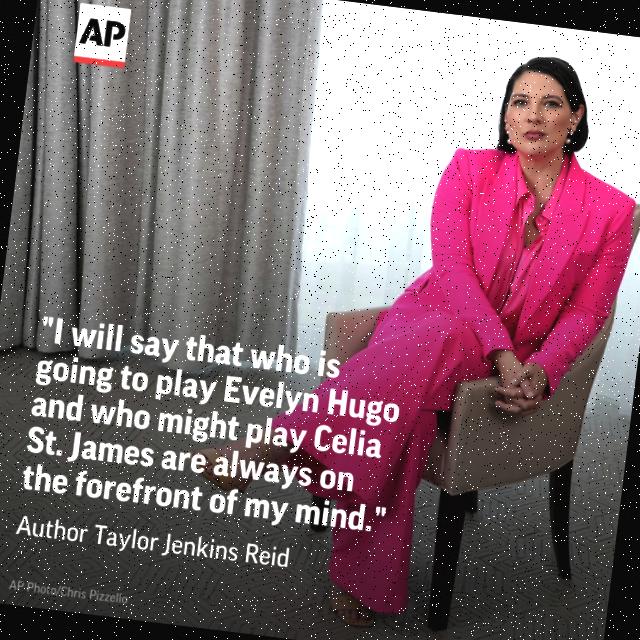 AP
"I will say that who is
going to play Evelyn Hugo
and who might play Celia
St. James are always on
the forefront of my mind."
Author Taylor Jenkins Reid
AP Photo/Chris Pizzello